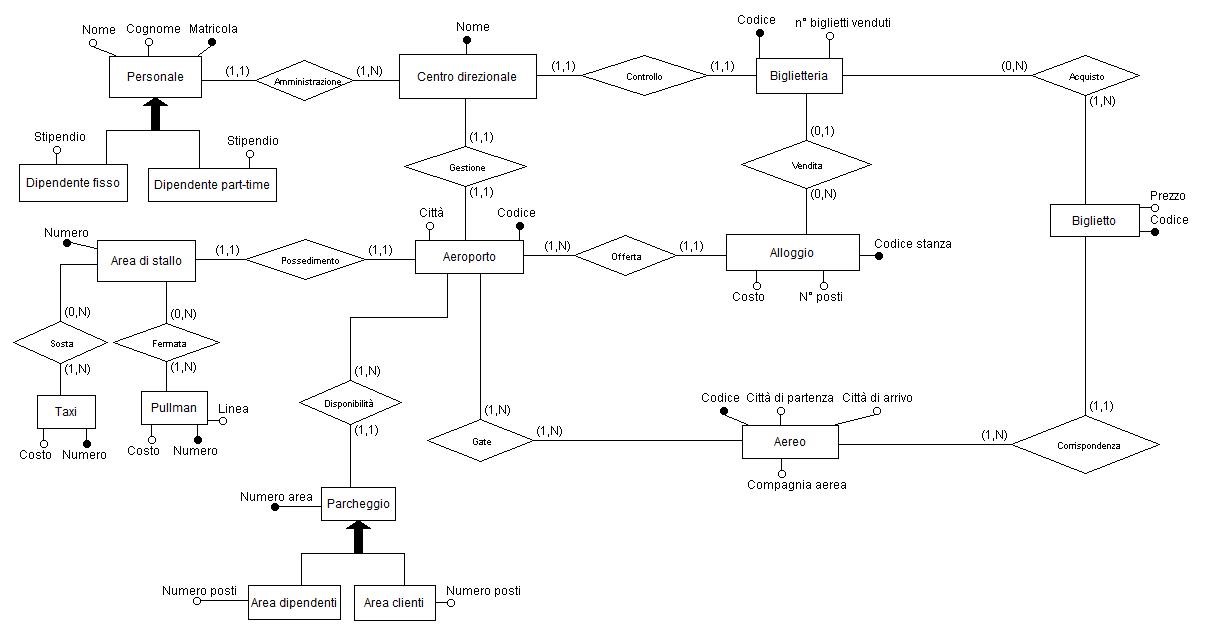 Nome
Cognome
Matricola
Nome
Codice
n° biglietti venduti
Personale
(1,1)
Amministrazione
(1,N)
Centro direzionale
(1,1)
Controllo
(1,1)
Biglietteria
(0,N)
Acquisto
(1,N)
Stipendio
Stipendio
Dipendente fisso
Dipendente part-time
(1,1)
Gestione
(1,1)
(0,1)
Vendita
(0,N)
Biglietto
Prezzo
Codice
Numero
Area di stallo
(1,1)
Possedimento
(1,1)
Città
Codice
Aeroporto
(1,N)
Offerta
(1,1)
Alloggio
Codice stanza
Costo
N° posti
(0,N)
Sosta
(1,N)
(0,N)
Fermata
(1,N)
Taxi
Costo
Numero
Pullman
Linea
Costo
Numero
(1,N)
Disponibilità
(1,1)
(1,N)
Gate
(1,N)
Codice
Città di partenza
Città di arrivo
Aereo
Compagnia aerea
(1,N)
(1,1)
Corrispondenza
Numero area
Parcheggio
Numero posti
Area dipendenti
Area clienti
Numero posti